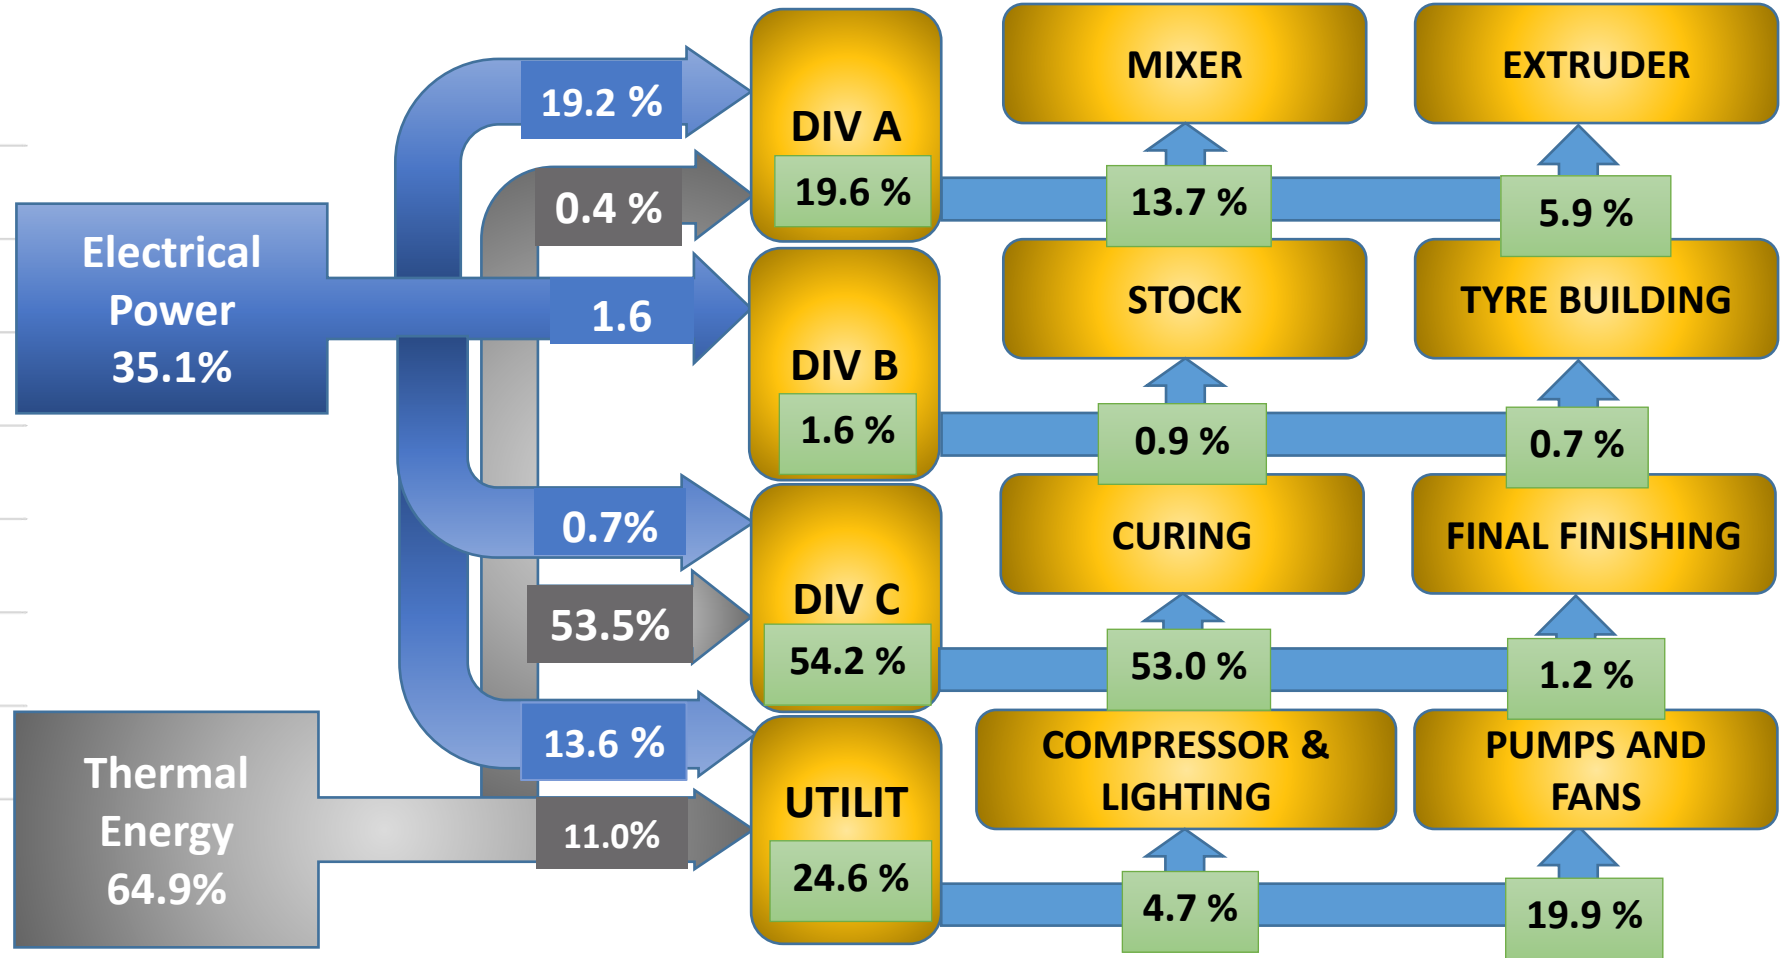 Electrical
Power
35.1%
Thermal
Energy
64.9%
19.2 %
0.4 %
1.6
0.7%
53.5%
13.6 %
11.0%
DIV A
19.6 %
DIV B
1.6 %
DIV C
54.2 %
UTILIT
24.6 %
MIXER
13.7 %
EXTRUDER
5.9 %
STOCK
0.9 %
TYRE BUILDING
0.7 %
CURING
53.0 %
FINAL FINISHING
1.2 %
COMPRESSOR &
LIGHTING
4.7 %
PUMPS AND
FANS
19.9 %